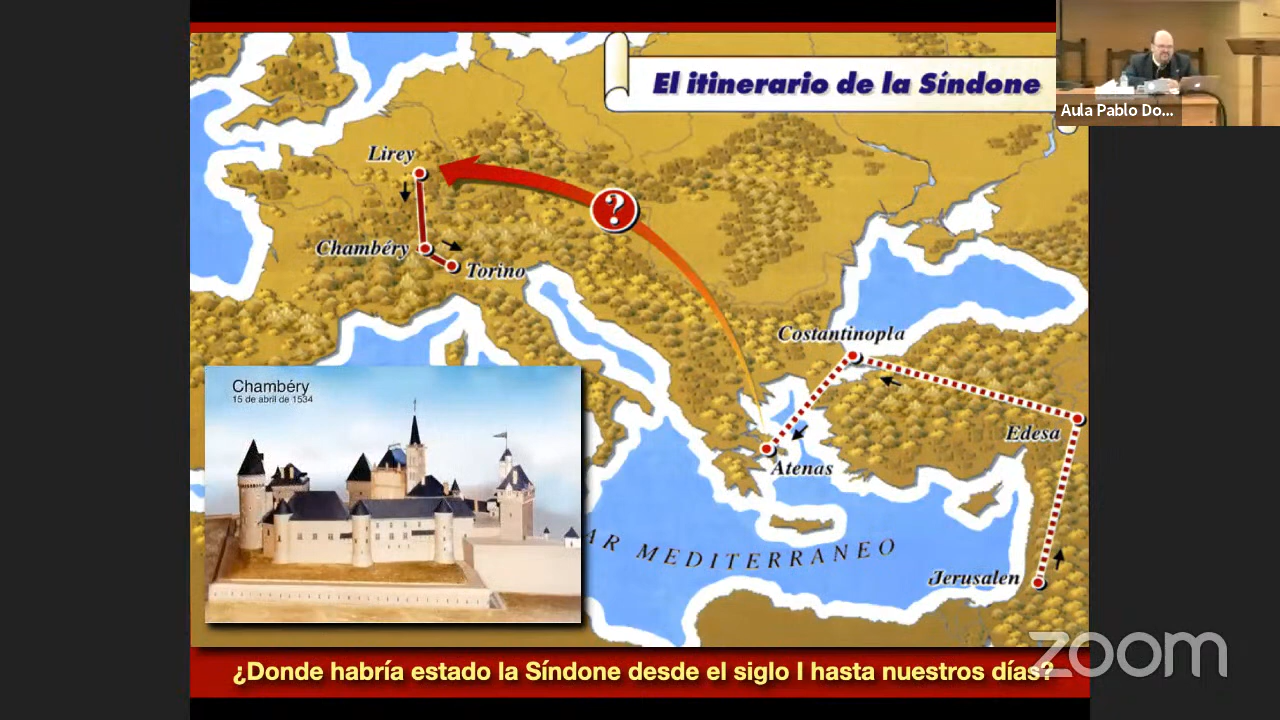 El itinerario de la Síndone
Aula Pablo Do...
Lirey
?
Chambéry
Torino
Costantinopla
Chambéry
15 de abril de 1534
Edesa
Atenas
AR MEDITERRANEO
Jerusalen
¿Donde habría estado la Síndone desde el siglo I hasta nuestros días?
zoom